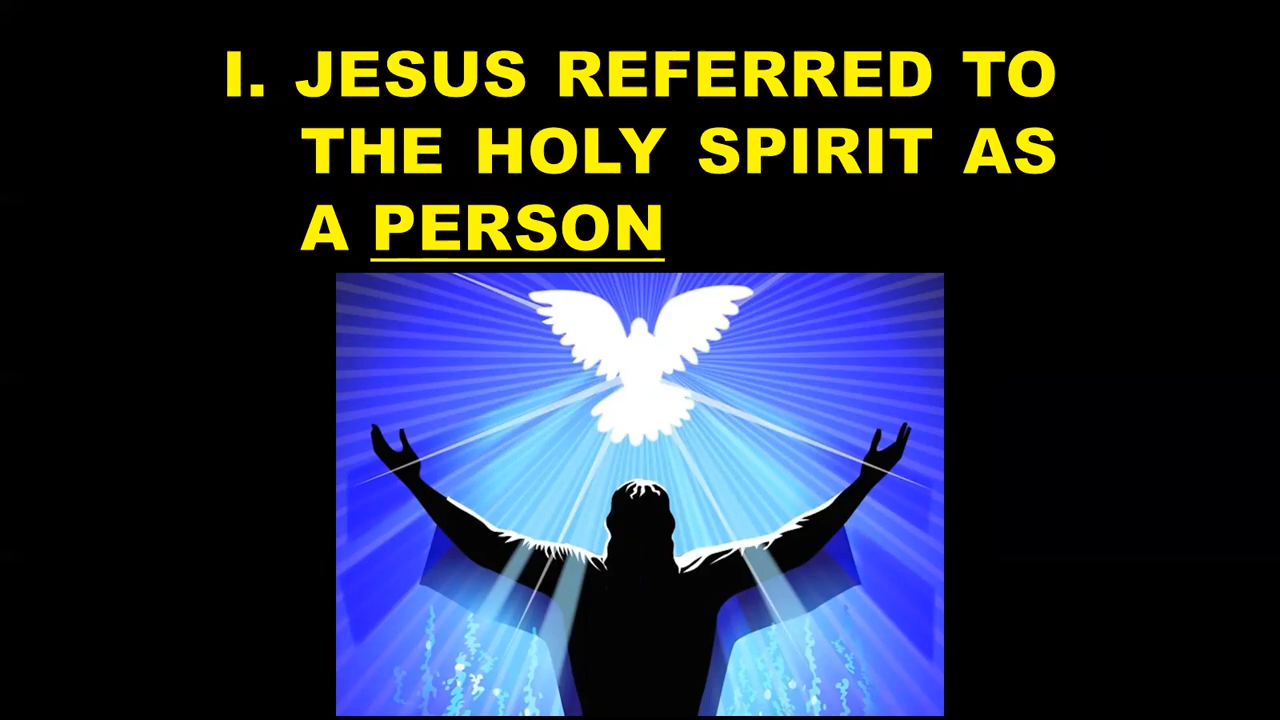 I. JESUS REFERRED TO
THE HOLY SPIRIT AS
A PERSON